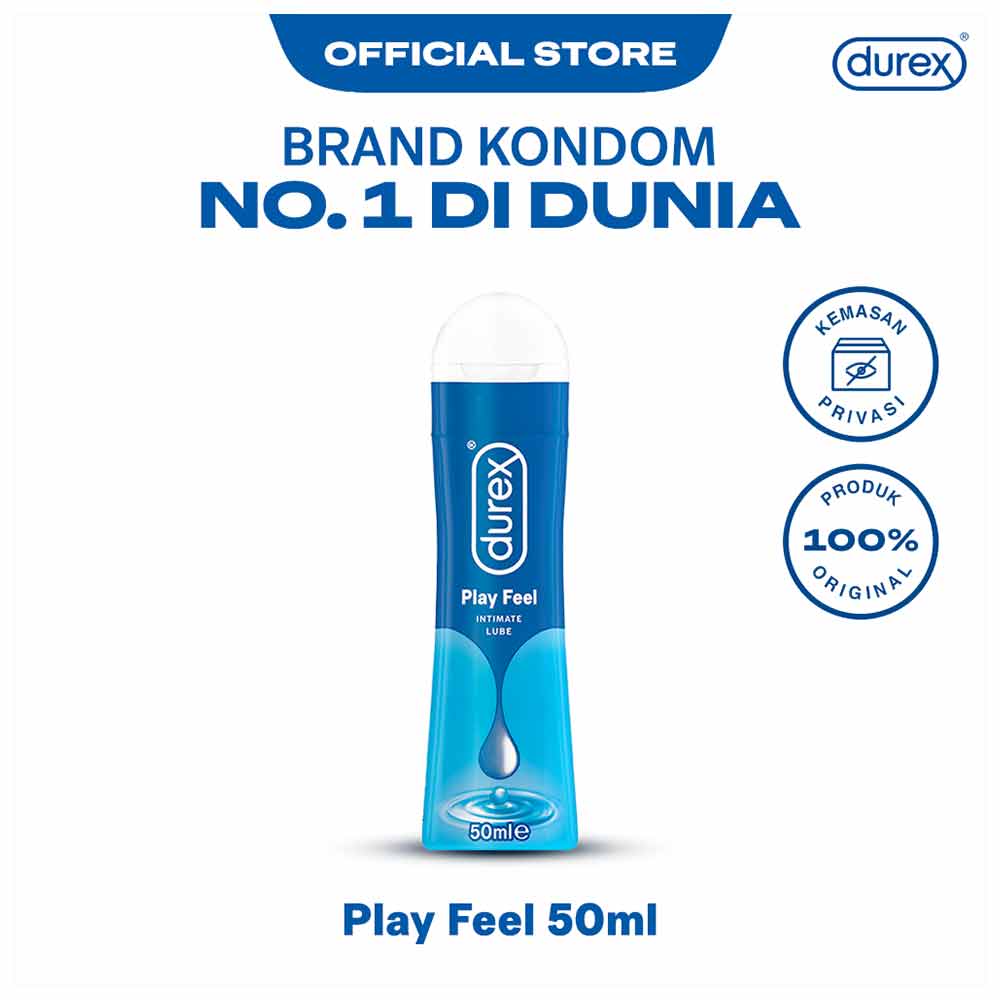 OFFICIAL STORE
durex®
BRAND KONDOM
NO. 1 DI DUNIA
KEMASAN
PRIVASI
PRODUK
100%
ORIGINAL
durex®
Play Feel
INTIMATE
LUBE
50ml℮
Play Feel 50ml